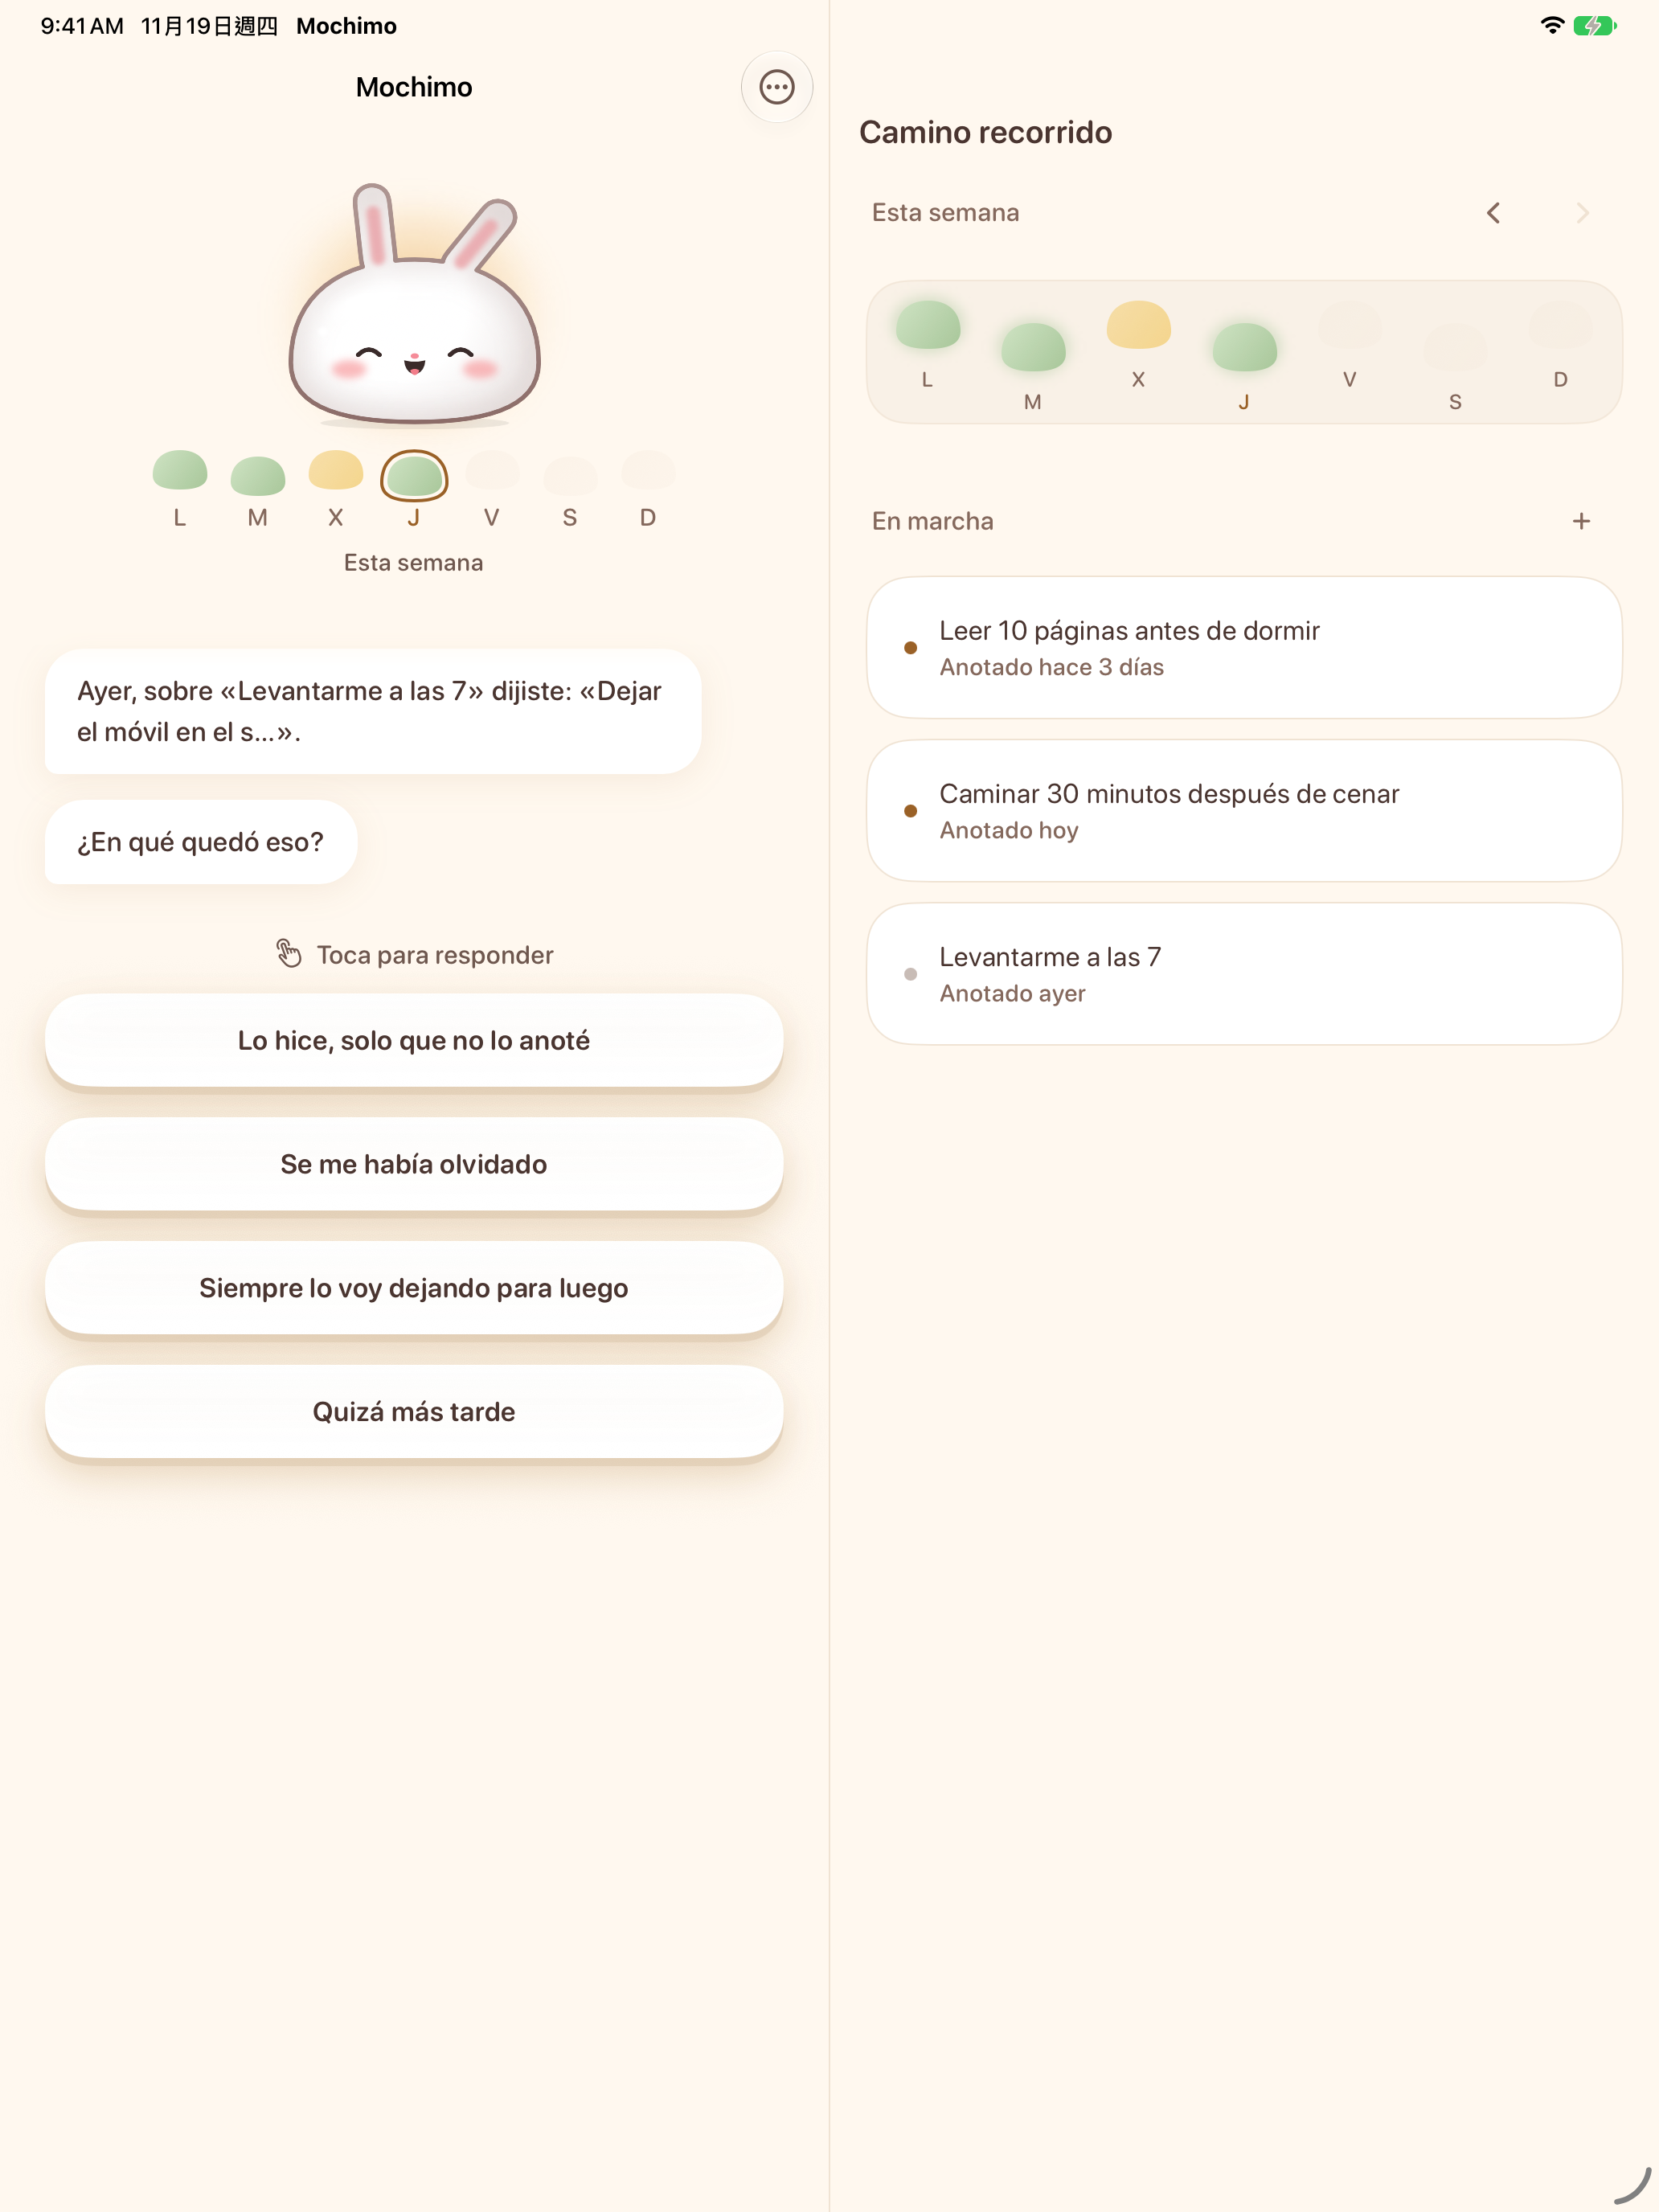 9:41 AM 11月19日週四 Mochimo
Mochimo
L
M
X
J
V
S
D
Esta semana
Ayer, sobre «Levantarme a las 7» dijiste: «Dejar
el móvil en el s...».
¿En qué quedó eso?
Toca para responder
Lo hice, solo que no lo anoté
Se me había olvidado
Siempre lo voy dejando para luego
Quizá más tarde
Camino recorrido
Esta semana
L
M
X
J
V
S
D
En marcha
Leer 10 páginas antes de dormir
Anotado hace 3 días
Caminar 30 minutos después de cenar
Anotado hoy
Levantarme a las 7
Anotado ayer